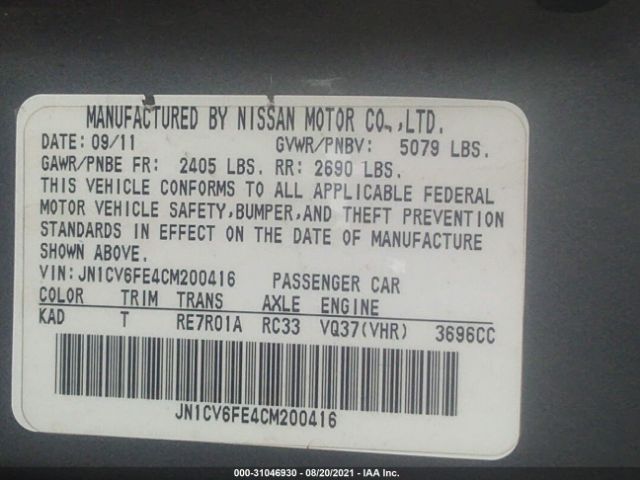 MANUFACTURED BY NISSAN MOTOR CO.,LTD.
DATE: 09/11 GVWR/PNBV: 5079 LBS.
GAWR/PNBE FR: 2405 LBS. RR: 2690 LBS.
THIS VEHICLE CONFORMS TO ALL APPLICABLE FEDERAL
MOTOR VEHICLE SAFETY,BUMPER,AND THEFT PREVENTION
STANDARDS IN EFFECT ON THE DATE OF MANUFACTURE
SHOWN ABOVE.
VIN:JN1CV6FE4CM200416 PASSENGER CAR
COLOR TRIM TRANS AXLE ENGINE
KAD T RE7R01A RC33 VQ37(VHR) 3696CC
JN1CV6FE4CM200416
000-31046930 - 08/20/2021 - IAA Inc.